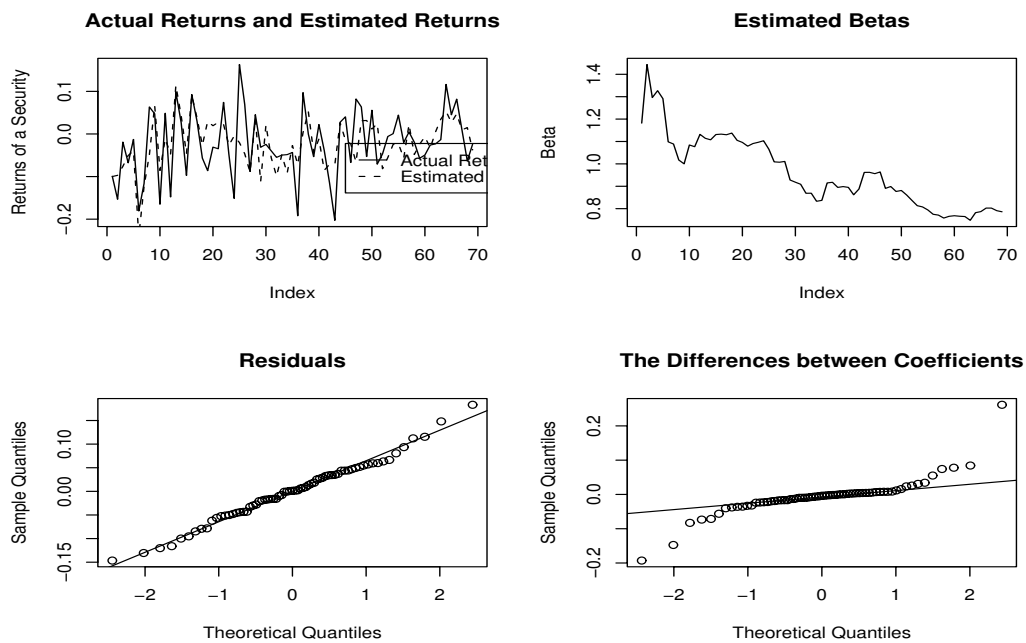 Actual Returns and Estimated Returns
Returns of a Security
0.1
0.0
−0.2
Actual Ret
Estimated
0 10 20 30 40 50 60 70
Index
Estimated Betas
Beta
1.4
1.2
1.0
0.8
0 10 20 30 40 50 60 70
Index
Residuals
Sample Quantiles
0.10
0.00
−0.15
−2 −1 0 1 2
Theoretical Quantiles
The Differences between Coefficients
Sample Quantiles
0.2
0.0
−0.2
−2 −1 0 1 2
Theoretical Quantiles